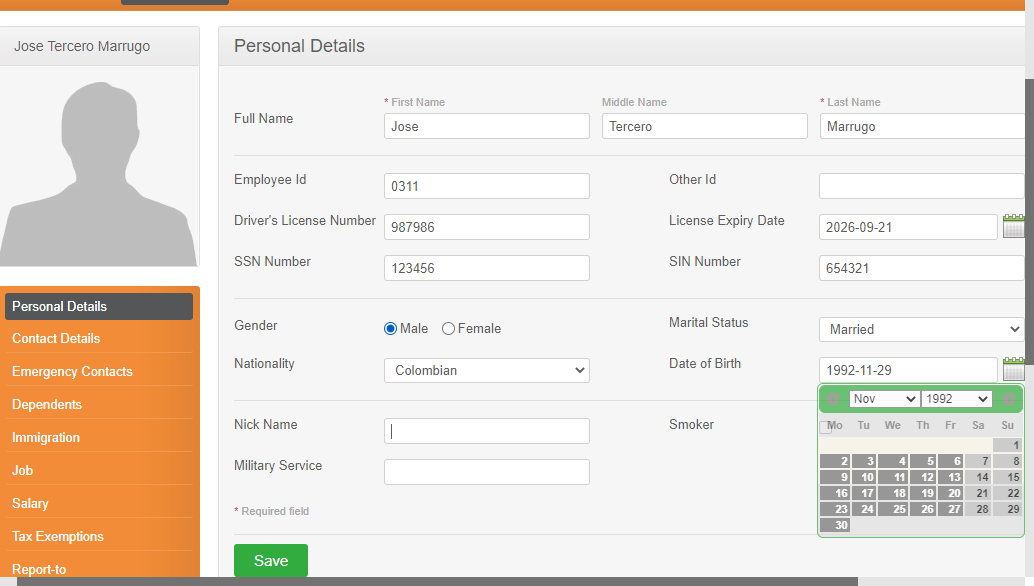 Jose Tercero Marrugo
Personal Details
* First Name Middle Name * Last Name
Full Name Jose Tercero Marrugo
Employee Id 0311 Other Id
Driver's License Number 987986 License Expiry Date 2026-09-21
SSN Number 123456 SIN Number 654321
Gender Male Female Marital Status Married
Nationality Colombian Date of Birth 1992-11-29
Nov 1992
Mo Tu We Th Fr Sa Su
1
2 3 4 5 6 7 8
9 10 11 12 13 14 15
16 17 18 19 20 21 22
23 24 25 26 27 28 29
30
Nick Name Smoker
Military Service
* Required field
Save
Personal Details
Contact Details
Emergency Contacts
Dependents
Immigration
Job
Salary
Tax Exemptions
Report-to